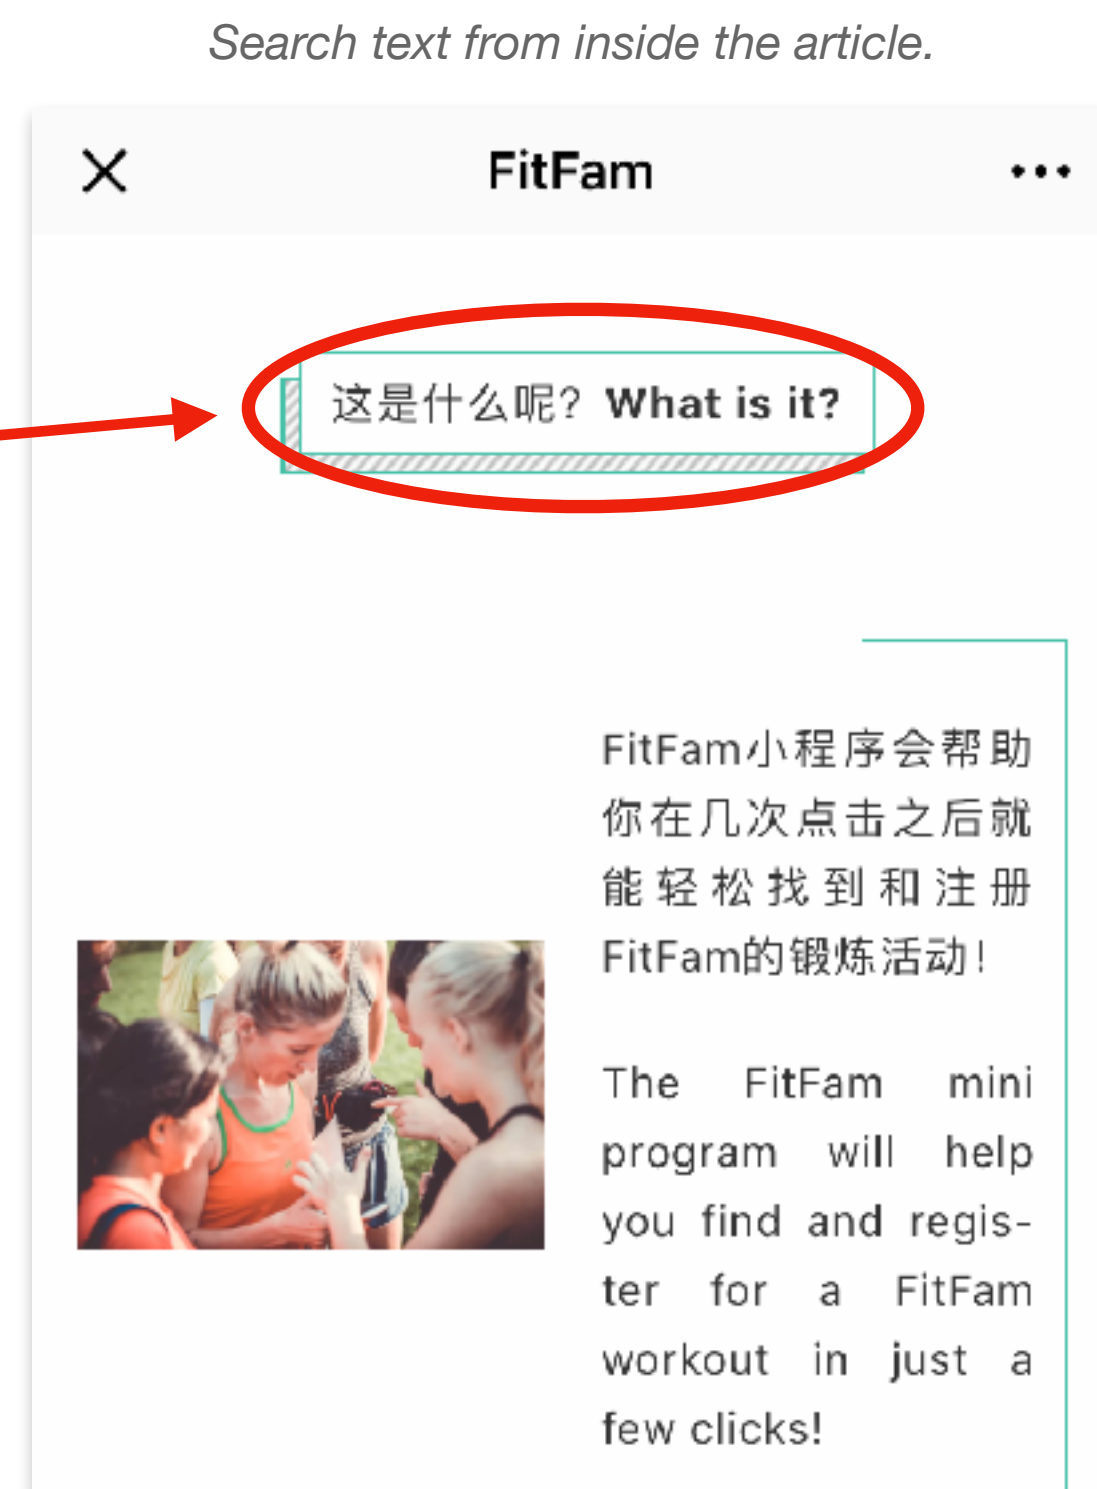 Search text from inside the article.
FitFam
这是什么呢? What is it?
FitFam小程序会帮助
你在几次点击之后就
能轻松找到和注册
FitFam的锻炼活动!
The FitFam mini
program will help
you find and regis-
ter for a FitFam
workout in just a
few clicks!